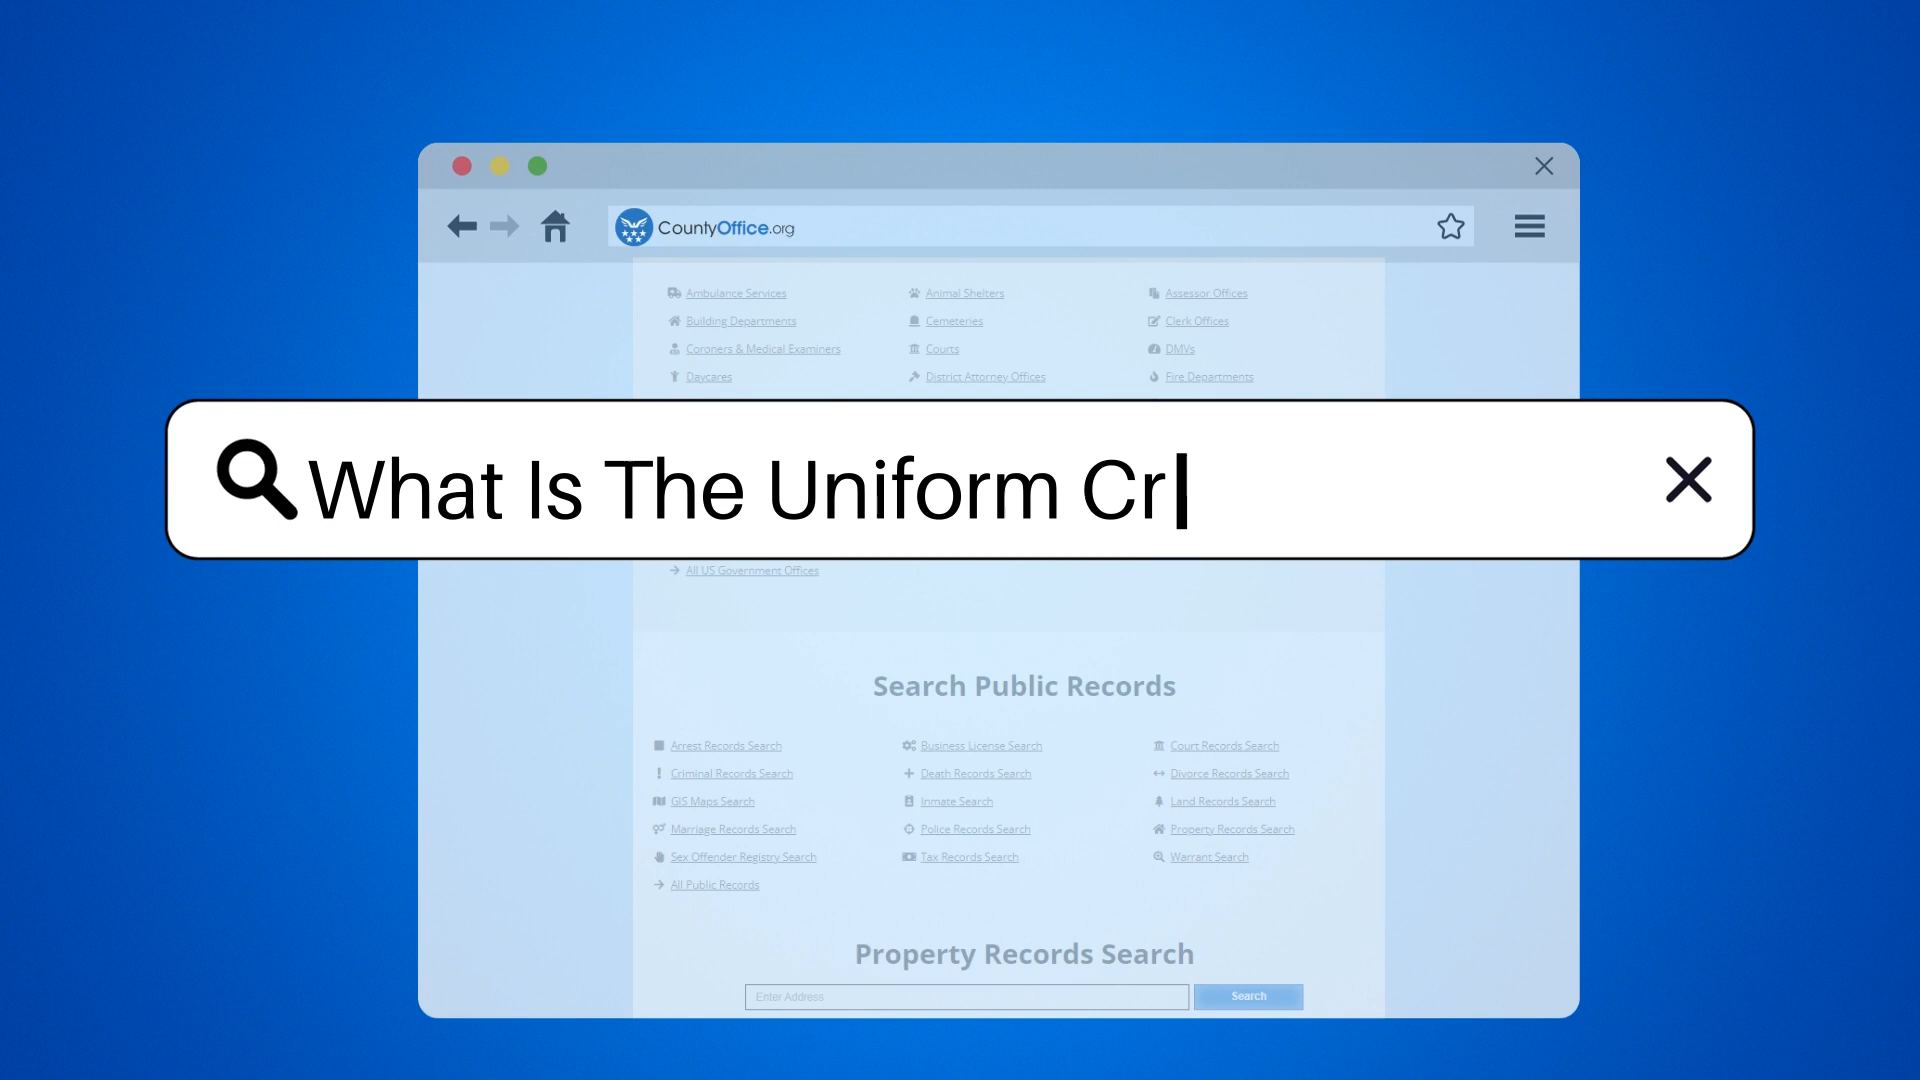 CountyOffice.org
Ambulance Services Animal Shelters Assessor Offices
Building Departments Cemeteries Clerk Offices
Coroners & Medical Examiners Courts DMVs
Daycares District Attorney Offices Fire Departments
What Is The Uniform Cr
All US Government Offices
Search Public Records
Arrest Records Search Business License Search Court Records Search
Criminal Records Search Death Records Search Divorce Records Search
GIS Maps Search Inmate Search Land Records Search
Marriage Records Search Police Records Search Property Records Search
Sex Offender Registry Search Tax Records Search Warrant Search
All Public Records
Property Records Search
Enter Address Search